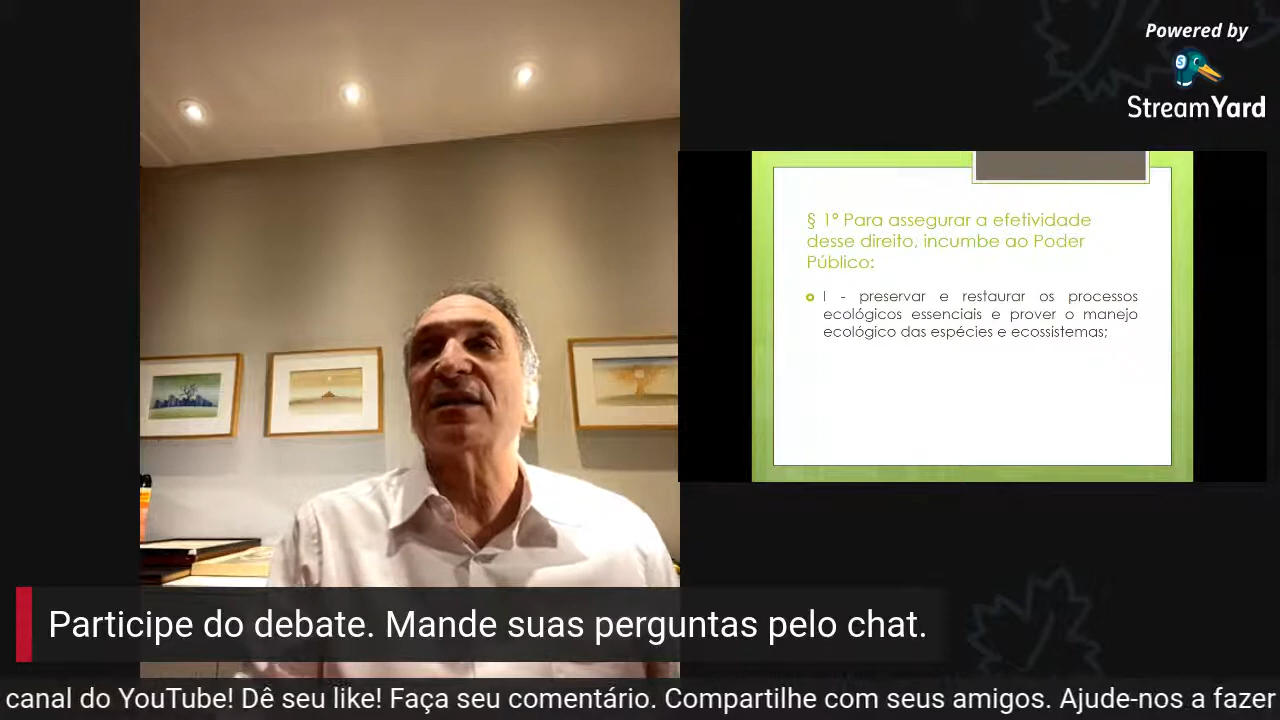 Powered by
StreamYard
§ 1º Para assegurar a efetividade
desse direito, incumbe ao Poder
Público:
I - preservar e restaurar os processos
ecológicos essenciais e prover o manejo
ecológico das espécies e ecossistemas;
Participe do debate. Mande suas perguntas pelo chat.
canal do YouTube! Dê seu like! Faça seu comentário. Compartilhe com seus amigos. Ajude-nos a fazer